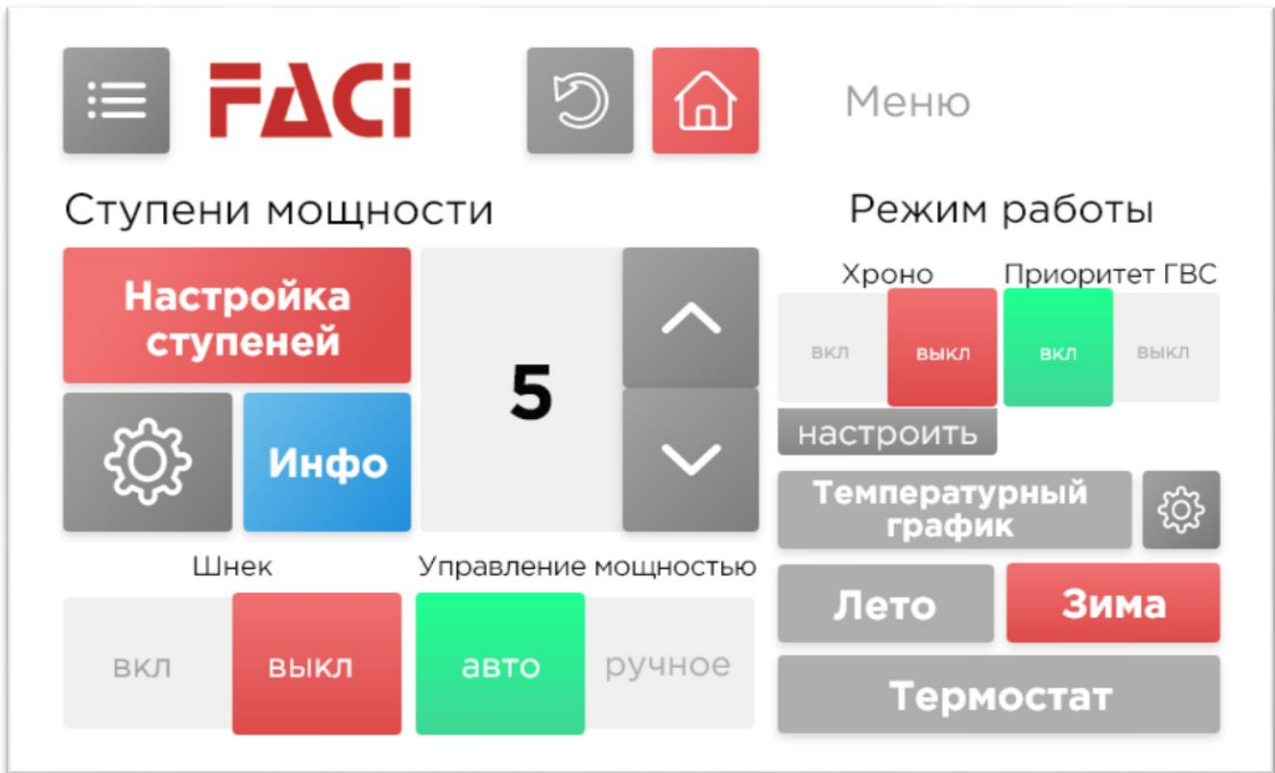 FACi
Меню
Ступени мощности
Режим работы
Настройка
ступеней
5
Инфо
Хроно
Приоритет ГВС
вкл
выкл
вкл
выкл
настроить
Температурный
график
Шнек
Управление мощностью
вкл
выкл
авто
ручное
Лето
Зима
Термостат